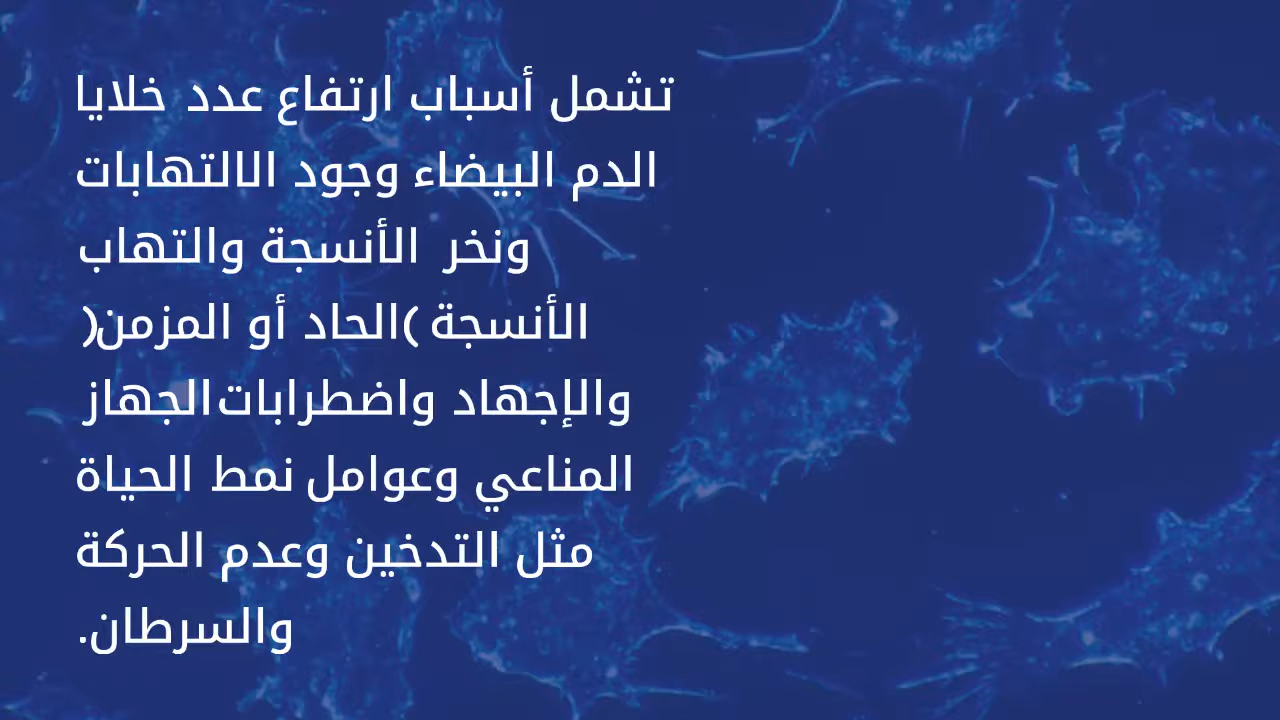 تشمل أسباب ارتفاع عدد خلايا
الدم البيضاء وجود الالتهابات
ونخر الأنسجة والتهاب
الأنسجة )الحاد أو المزمن(
والإجهاد واضطرابات الجهاز
المناعي وعوامل نمط الحياة
مثل التدخين وعدم الحركة
والسرطان.